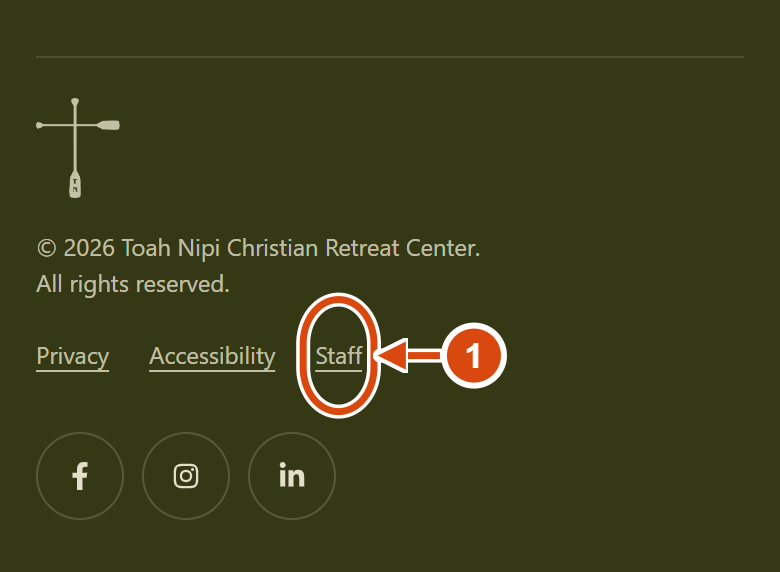 T
N
© 2026 Toah Nipi Christian Retreat Center.
All rights reserved.
Privacy Accessibility Staff 1